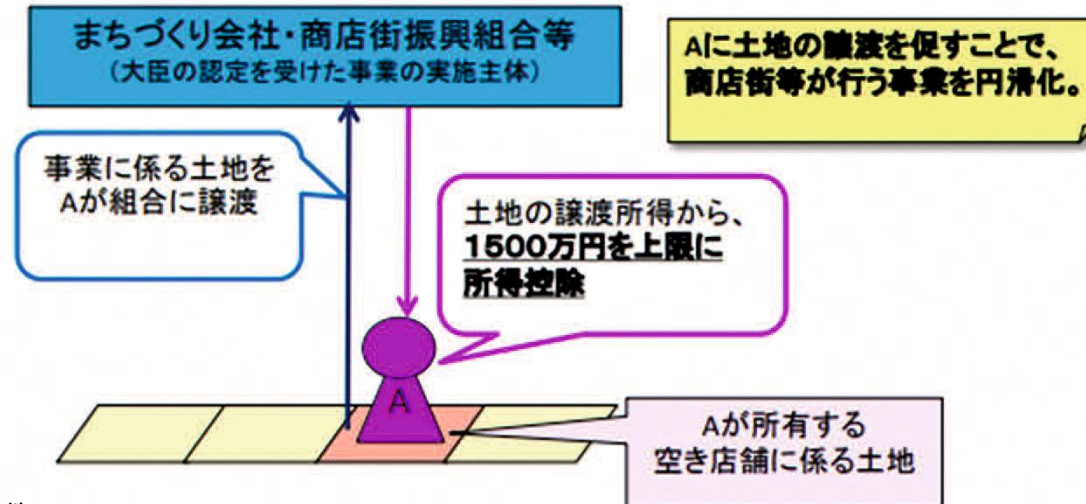 まちづくり会社・商店街振興組合等
(大臣の認定を受けた事業の実施主体)
Aに土地の譲渡を促すことで、
商店街等が行う事業を円滑化。
事業に係る土地を
Aが組合に譲渡
土地の譲渡所得から、
1500万円を上限に
所得控除
A
Aが所有する
空き店舗に係る土地